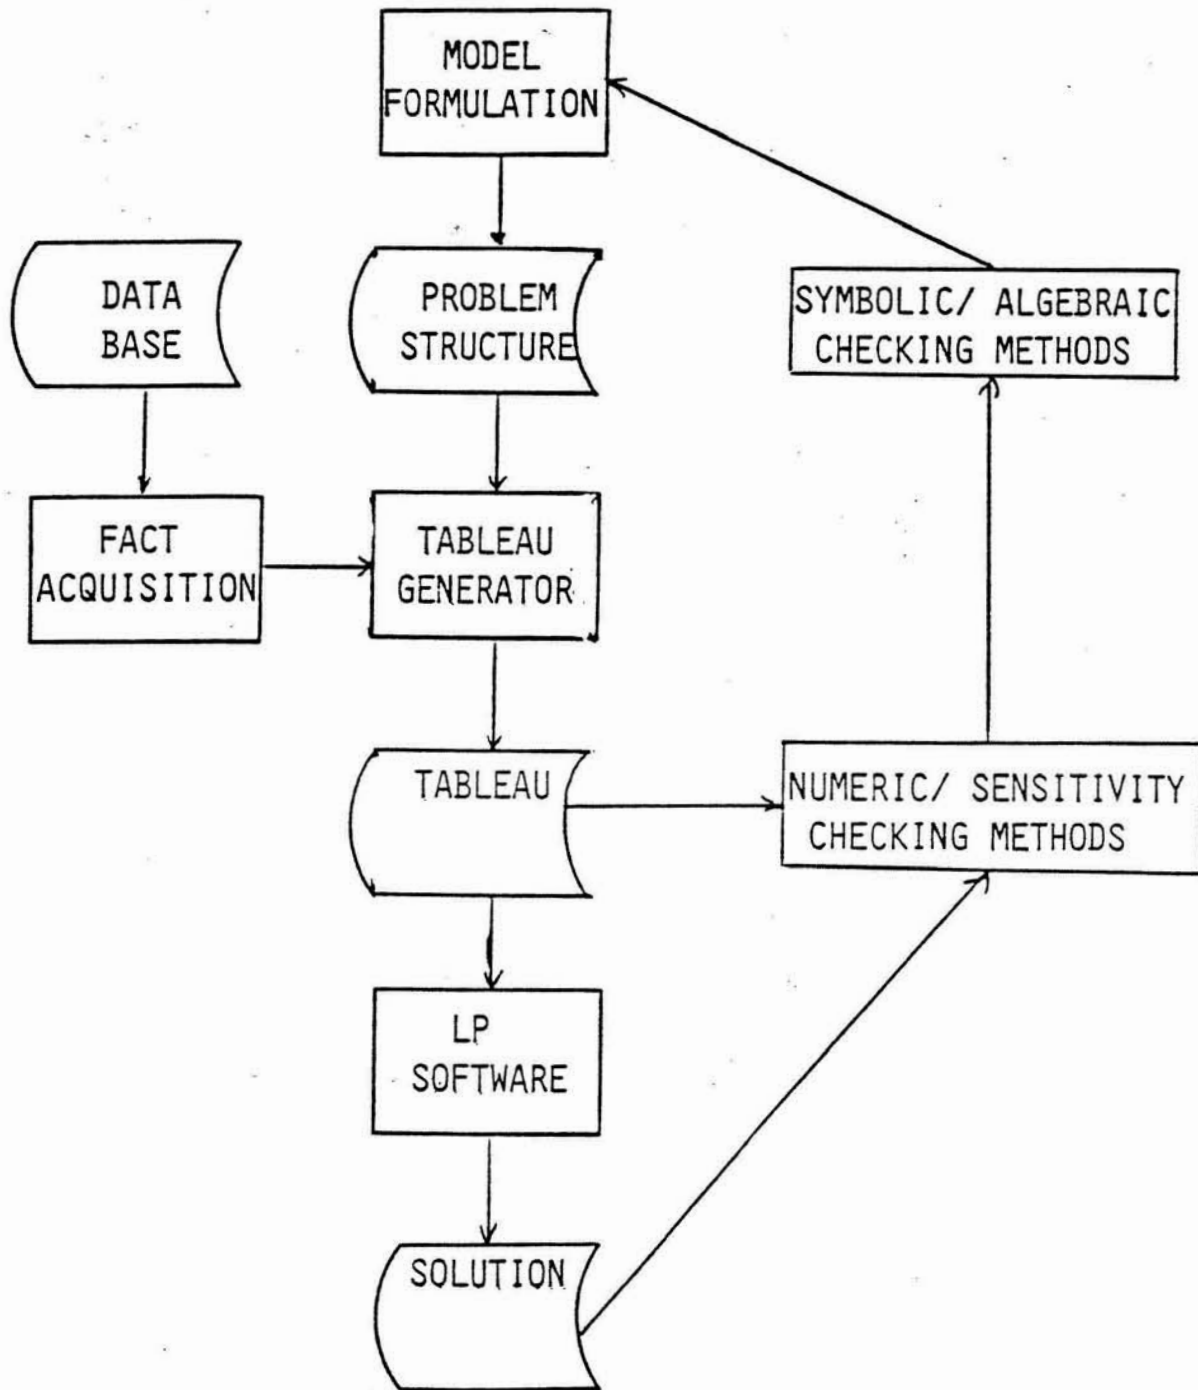 MODEL
FORMULATION
DATA
BASE
PROBLEM
STRUCTURE
SYMBOLIC/ ALGEBRAIC
CHECKING METHODS
FACT
ACQUISITION
TABLEAU
GENERATOR
TABLEAU
NUMERIC/ SENSITIVITY
CHECKING METHODS
LP
SOFTWARE
SOLUTION